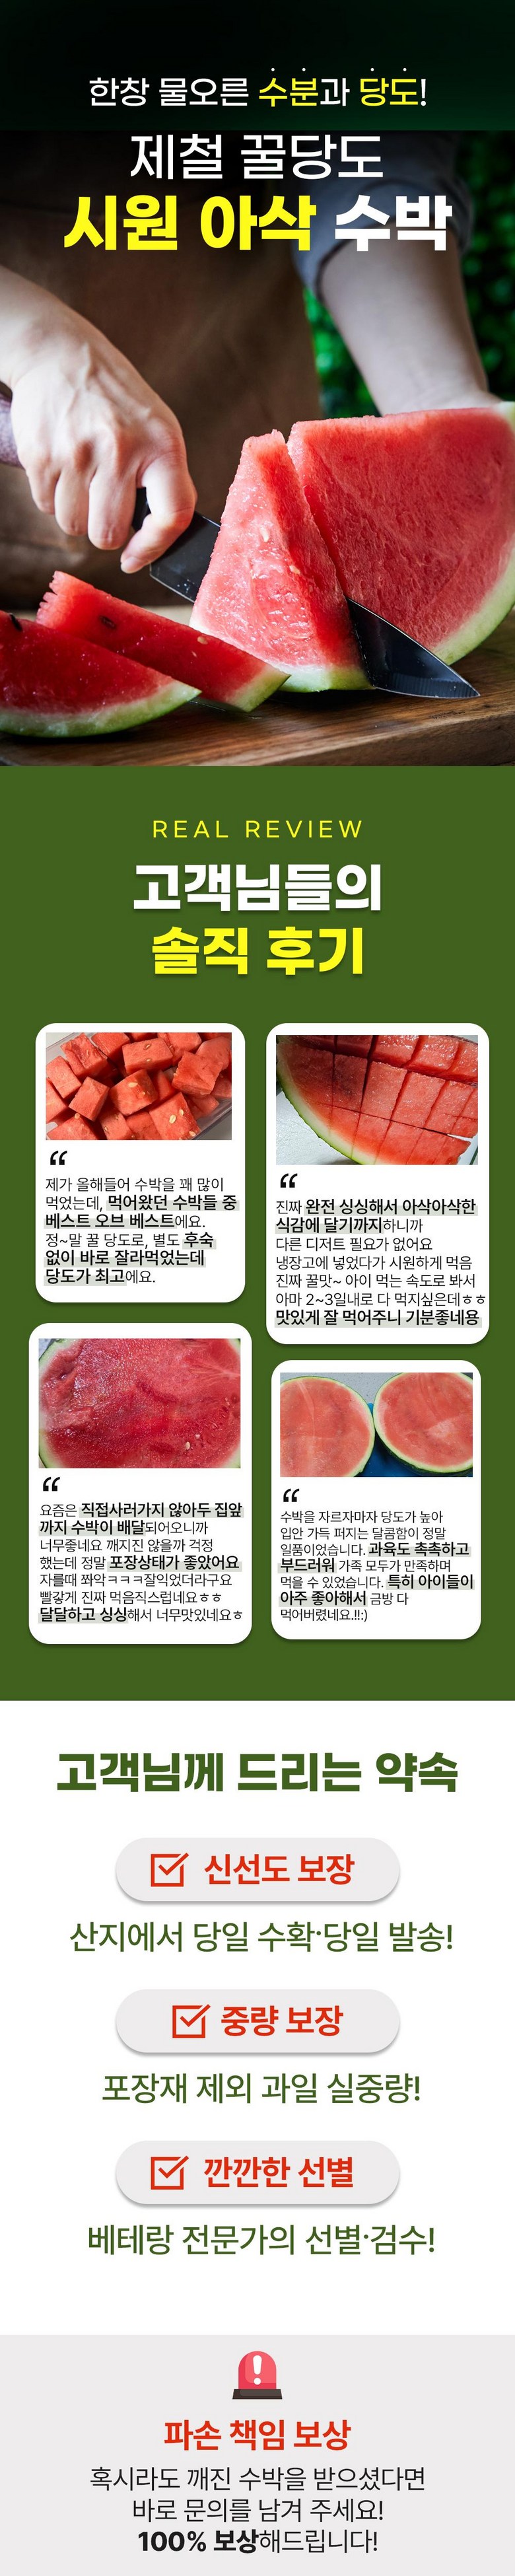 한창 물오른 수분과 당도!
제철 꿀당도
시원 아삭 수박
REAL REVIEW
고객님들의
솔직 후기
“
제가 올해들어 수박을 꽤 많이
먹었는데, 먹어왔던 수박들 중
베스트 오브 베스트에요.
정~말 꿀 당도로, 별도 후숙
없이 바로 잘라먹었는데
당도가 최고에요.
“
진짜 완전 싱싱해서 아삭아삭한
식감에 달기까지하니까
다른 디저트 필요가 없어요
냉장고에 넣었다가 시원하게 먹음
진짜 꿀맛~ 아이 먹는 속도로 봐서
아마 2~3일내로 다 먹지싶은데ㅎㅎ
맛있게 잘 먹어주니 기분좋네용
“
요즘은 직접사러가지 않아두 집앞
까지 수박이 배달되어오니까
너무좋네요 깨지진 않을까 걱정
했는데 정말 포장상태가 좋았어요
자를때 쫘악ㅋㅋㅋ잘익었더라구요
빨갛게 진짜 먹음직스럽네요ㅎㅎ
달달하고 싱싱해서 너무맛있네요ㅎ
“
수박을 자르자마자 당도가 높아
입안 가득 퍼지는 달콤함이 정말
일품이었습니다. 과육도 촉촉하고
부드러워 가족 모두가 만족하며
먹을 수 있었습니다. 특히 아이들이
아주 좋아해서 금방 다
먹어버렸네요.!!:)
고객님께 드리는 약속
신선도 보장
산지에서 당일 수확·당일 발송!
중량 보장
포장재 제외 과일 실중량!
깐깐한 선별
베테랑 전문가의 선별·검수!
파손 책임 보상
혹시라도 깨진 수박을 받으셨다면
바로 문의를 남겨 주세요!
100% 보상해드립니다!